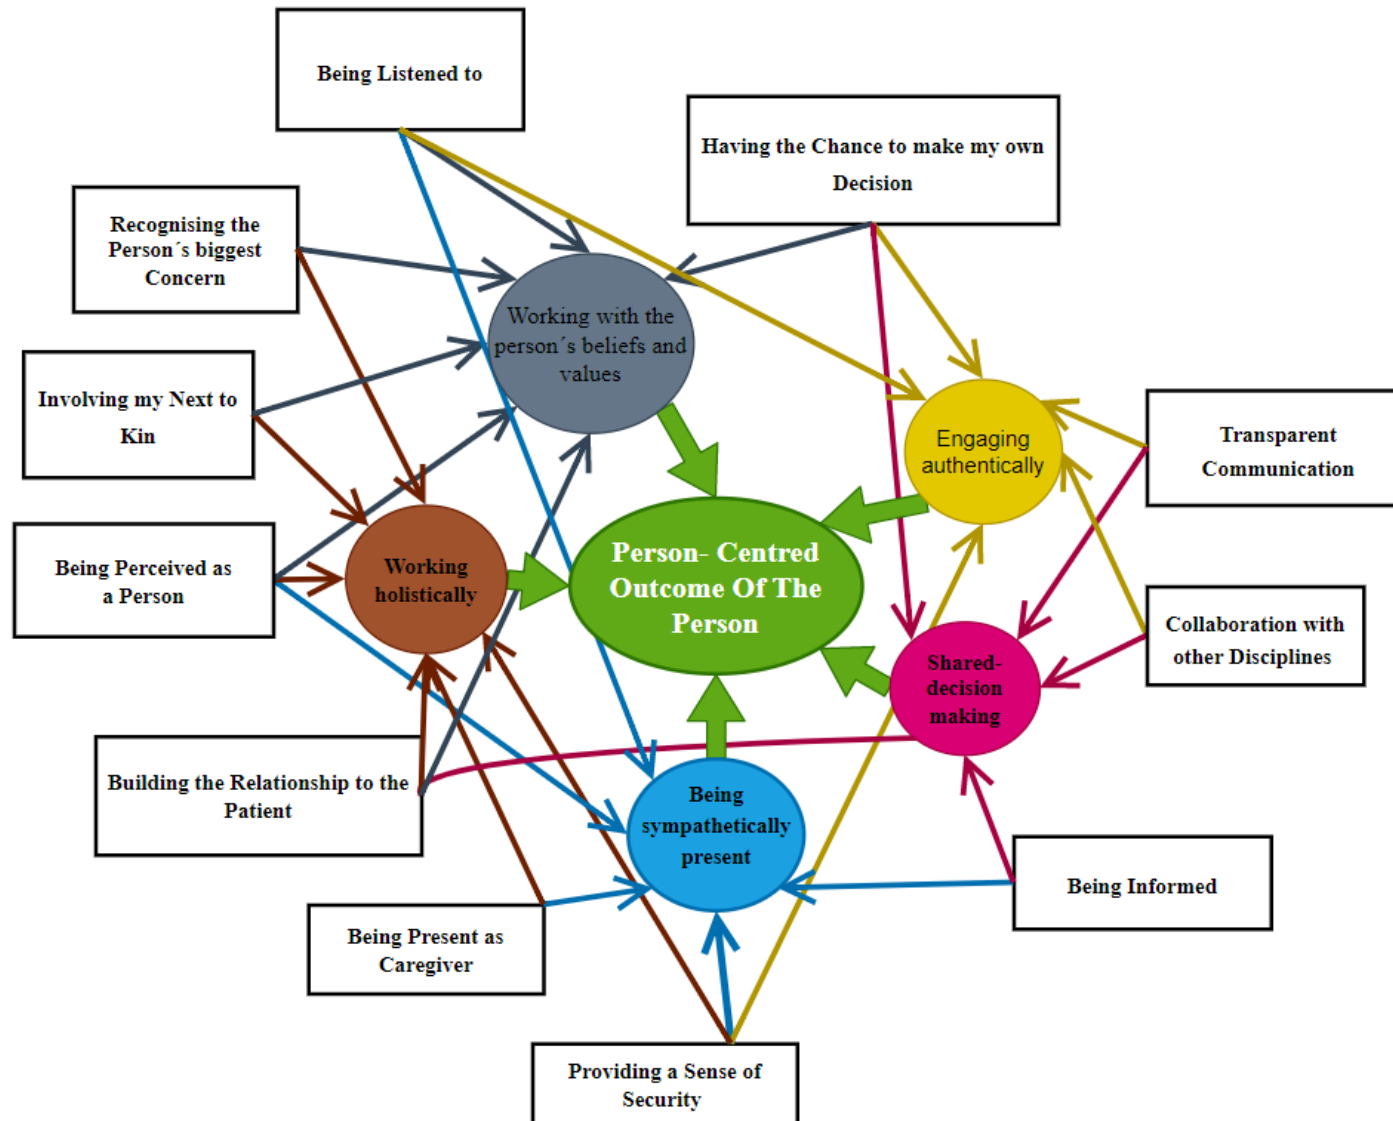 Being Listened to
Having the Chance to make my own
Decision
Recognising the
Person´s biggest
Concern
Working with the
person´s beliefs and
values
Involving my Next to
Kin
Engaging
authentically
Transparent
Communication
Being Perceived as
a Person
Working
holistically
Person- Centred
Outcome Of The
Person
Collaboration with
other Disciplines
Shared-
decision
making
Building the Relationship to the
Patient
Being
sympathetically
present
Being Informed
Being Present as
Caregiver
Providing a Sense of
Security